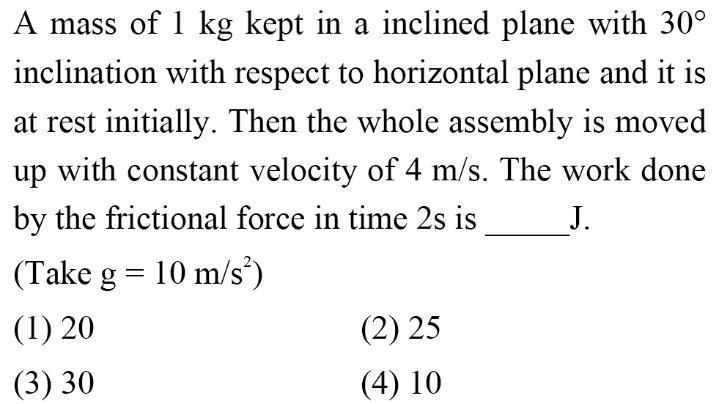 A mass of 1 kg kept in a inclined plane with 30°
inclination with respect to horizontal plane and it is
at rest initially. Then the whole assembly is moved
up with constant velocity of 4 m/s. The work done
by the frictional force in time 2s is _____J.
(Take g = 10 m/s²)
(1) 20 (2) 25
(3) 30 (4) 10